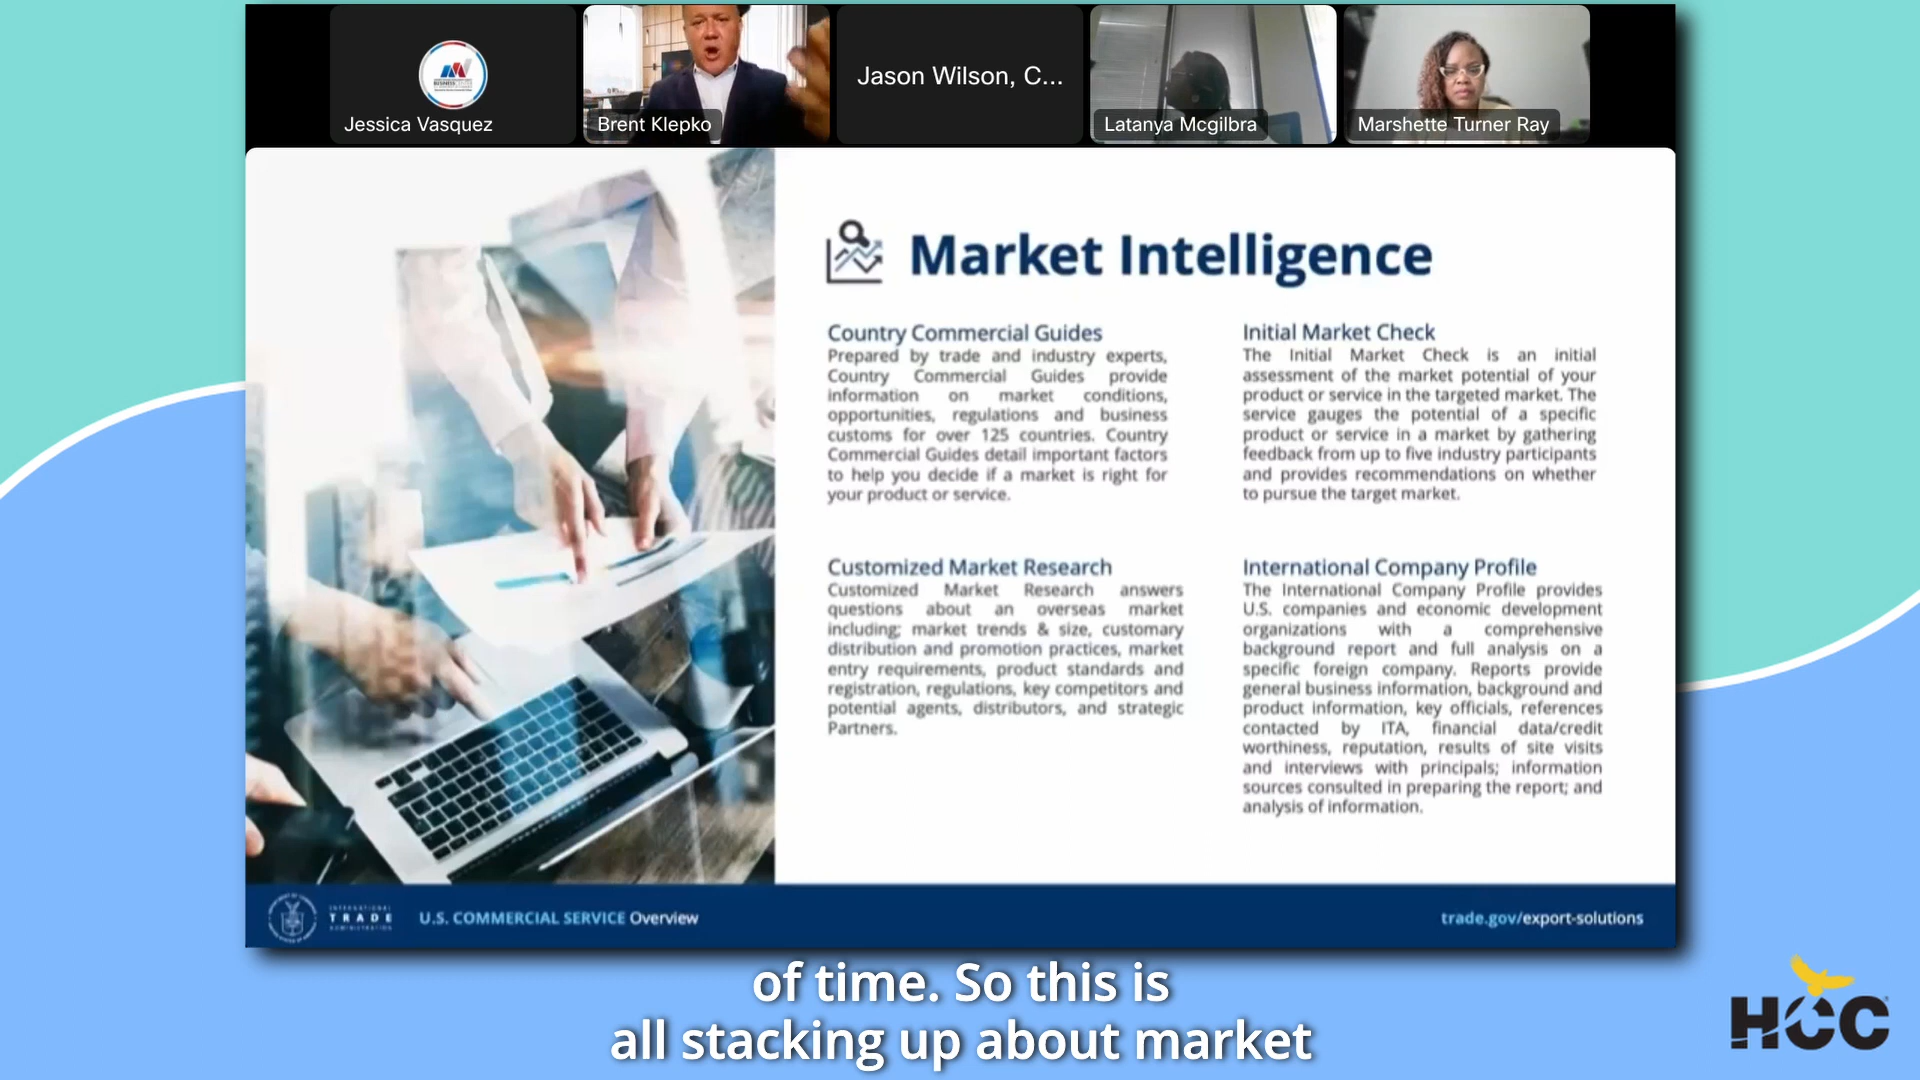 Jessica Vasquez
Brent Klepko
Jason Wilson, C...
Latanya Mcgilbra
Marshette Turner Ray
Market Intelligence
Country Commercial Guides
Prepared by trade and industry experts,
Country Commercial Guides provide
information on market conditions,
opportunities, regulations and business
customs for over 125 countries. Country
Commercial Guides detail important factors
to help you decide if a market is right for
your product or service.
Initial Market Check
The Initial Market Check is an initial
assessment of the market potential of your
product or service in the targeted market. The
service gauges the potential of a specific
product or service in a market by gathering
feedback from up to five industry participants
and provides recommendations on whether
to pursue the target market.
Customized Market Research
Customized Market Research answers
questions about an overseas market
including; market trends & size, customary
distribution and promotion practices, market
entry requirements, product standards and
registration, regulations, key competitors and
potential agents, distributors, and strategic
Partners.
International Company Profile
The International Company Profile provides
U.S. companies and economic development
organizations with a comprehensive
background report and full analysis on a
specific foreign company. Reports provide
general business information, background and
product information, key officials, references
contacted by ITA, financial data/credit
worthiness, reputation, results of site visits
and interviews with principals; information
sources consulted in preparing the report; and
analysis of information.
INTERNATIONAL
TRADE
ADMINISTRATION
U.S. COMMERCIAL SERVICE Overview
trade.gov/export-solutions
of time. So this is
all stacking up about market
HCC